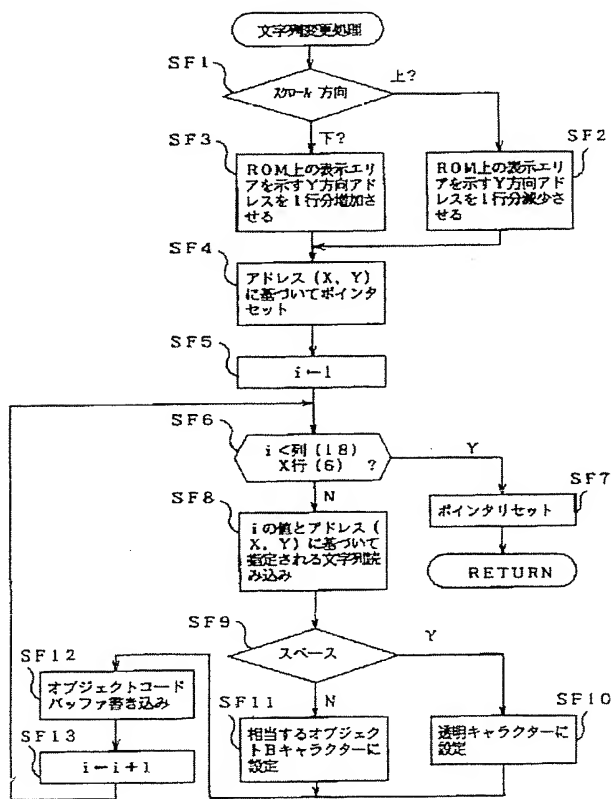 文字列変更処理
SF1
スクロール 方向
上?
下?
SF3
ROM上の表示エリ
アを示すY方向アド
レスを1行分増加さ
せる
SF2
ROM上の表示エリ
アを示すY方向アド
レスを1行分減少さ
せる
SF4
アドレス(X,Y)
に基づいてポインタ
セット
SF5
i←1
SF6
i<列(18)
X行(6) ?
Y
N
SF7
ポインタリセット
RETURN
SF8
iの値とアドレス(
X,Y)に基づいて
指定される文字列読
み込み
SF9
スペース
Y
N
SF12
オブジェクトコード
バッファ書き込み
SF11
相当するオブジェク
トBキャラクターに
設定
SF10
透明キャラクターに
設定
SF13
i←i+1